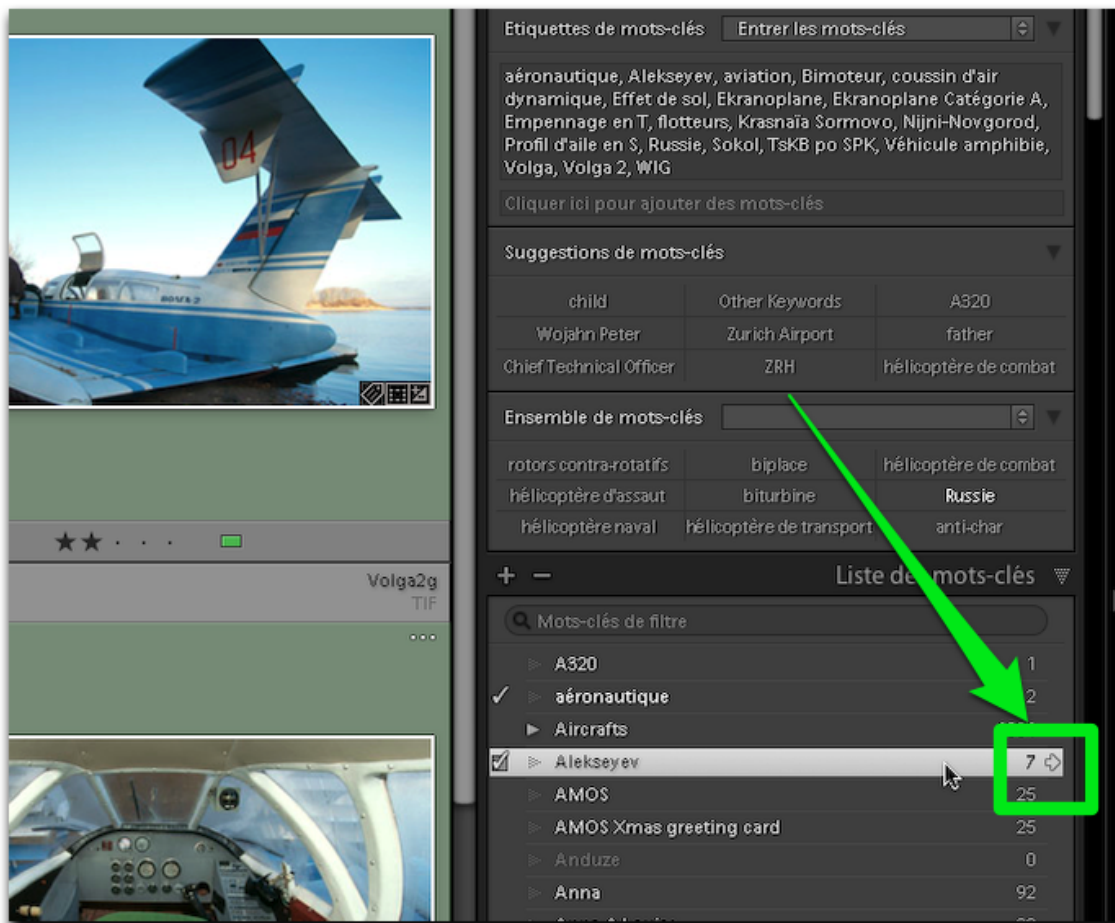 04
ВОЛГА-2
Volga2g
TIF
Etiquettes de mots-clés Entrer les mots-clés
aéronautique, Alekseyev, aviation, Bimoteur, coussin d'air
dynamique, Effet de sol, Ekranoplane, Ekranoplane Catégorie A,
Empennage en T, flotteurs, Krasnaïa Sormovo, Nijni-Novgorod,
Profil d'aile en S, Russie, Sokol, TsKB po SPK, Véhicule amphibie,
Volga, Volga 2, WIG
Cliquer ici pour ajouter des mots-clés
Suggestions de mots-clés
child Other Keywords A320
Wojahn Peter Zurich Airport father
Chief Technical Officer ZRH hélicoptère de combat
Ensemble de mots-clés
rotors contra-rotatifs biplace hélicoptère de combat
hélicoptère d'assaut biturbine Russie
hélicoptère naval hélicoptère de transport anti-char
+ − Liste de mots-clés
Mots-clés de filtre
A320 1
aéronautique 2
Aircrafts
Alekseyev 7
AMOS 25
AMOS Xmas greeting card 25
Anduze 0
Anna 92